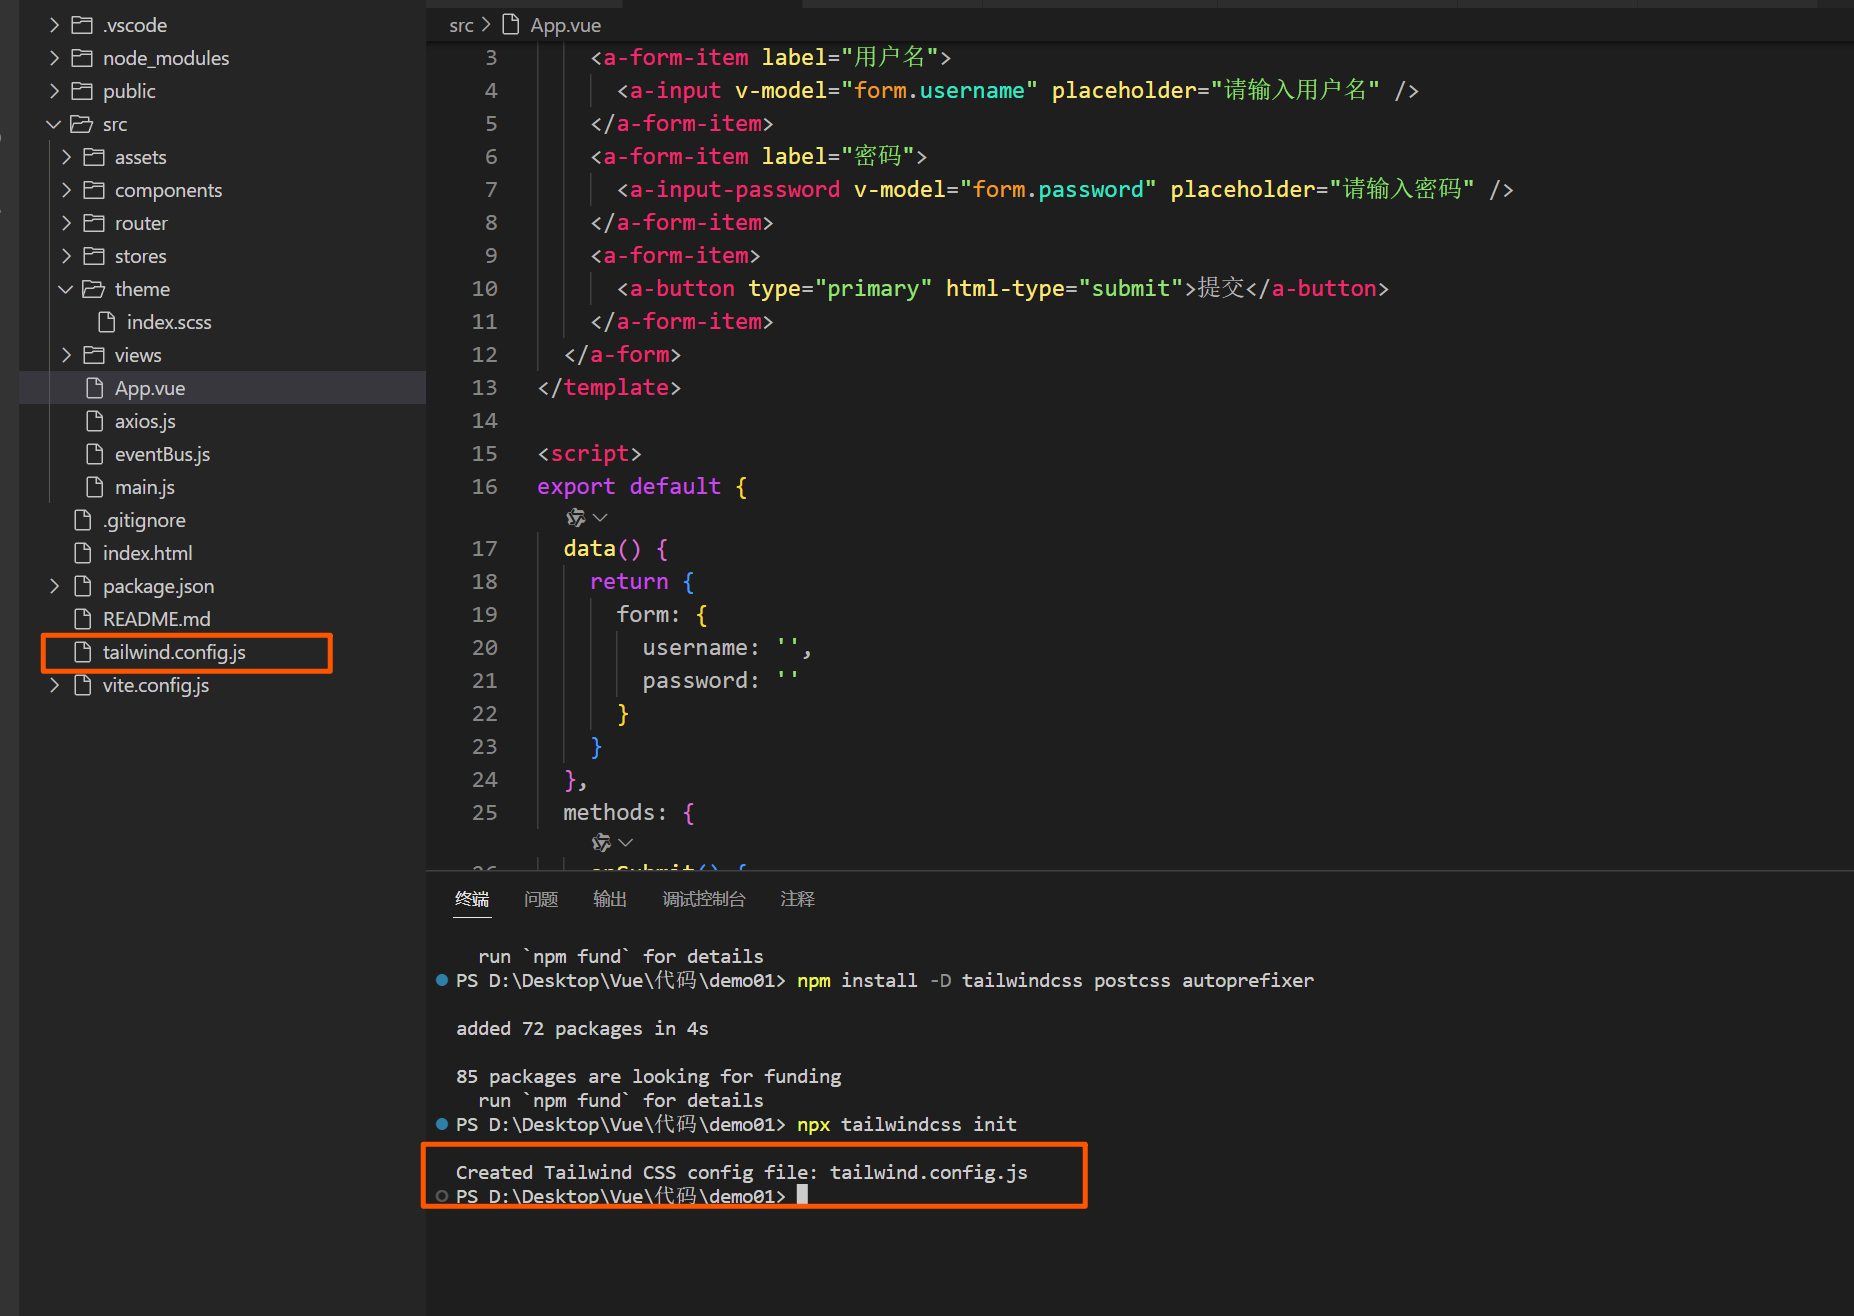 .vscode
node_modules
public
src
assets
components
router
stores
theme
index.scss
views
App.vue
axios.js
eventBus.js
main.js
.gitignore
index.html
package.json
README.md
tailwind.config.js
vite.config.js
src > App.vue
3 <a-form-item label="用户名">
4 <a-input v-model="form.username" placeholder="请输入用户名" />
5 </a-form-item>
6 <a-form-item label="密码">
7 <a-input-password v-model="form.password" placeholder="请输入密码" />
8 </a-form-item>
9 <a-form-item>
10 <a-button type="primary" html-type="submit">提交</a-button>
11 </a-form-item>
12 </a-form>
13 </template>
14
15 <script>
16 export default {
17 data() {
18 return {
19 form: {
20 username: '',
21 password: ''
22 }
23 }
24 },
25 methods: {
26 onSubmit() {
终端 问题 输出 调试控制台 注释
run `npm fund` for details
PS D:\Desktop\Vue\代码\demo01> npm install -D tailwindcss postcss autoprefixer
added 72 packages in 4s
85 packages are looking for funding
run `npm fund` for details
PS D:\Desktop\Vue\代码\demo01> npx tailwindcss init
Created Tailwind CSS config file: tailwind.config.js
PS D:\Desktop\Vue\代码\demo01>